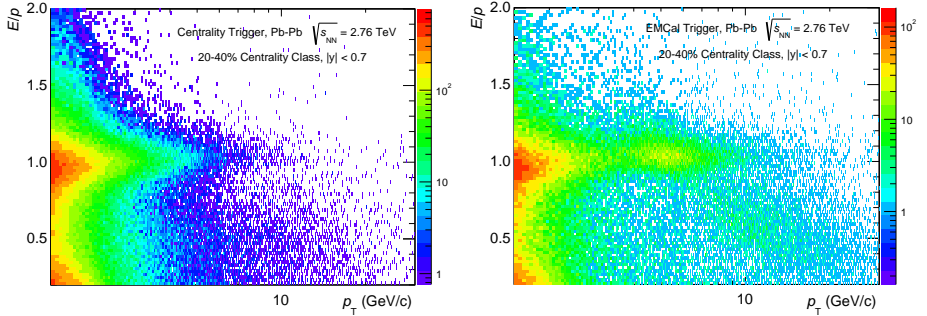 E/p
2.0
1.5
1.0
0.5
Centrality Trigger, Pb-Pb √sNN = 2.76 TeV
20-40% Centrality Class, |y| < 0.7
10
pT (GeV/c)
10²
10
1
E/p
2.0
1.5
1.0
0.5
EMCal Trigger, Pb-Pb √sNN = 2.76 TeV
20-40% Centrality Class, |y| < 0.7
10
pT (GeV/c)
10²
10
1